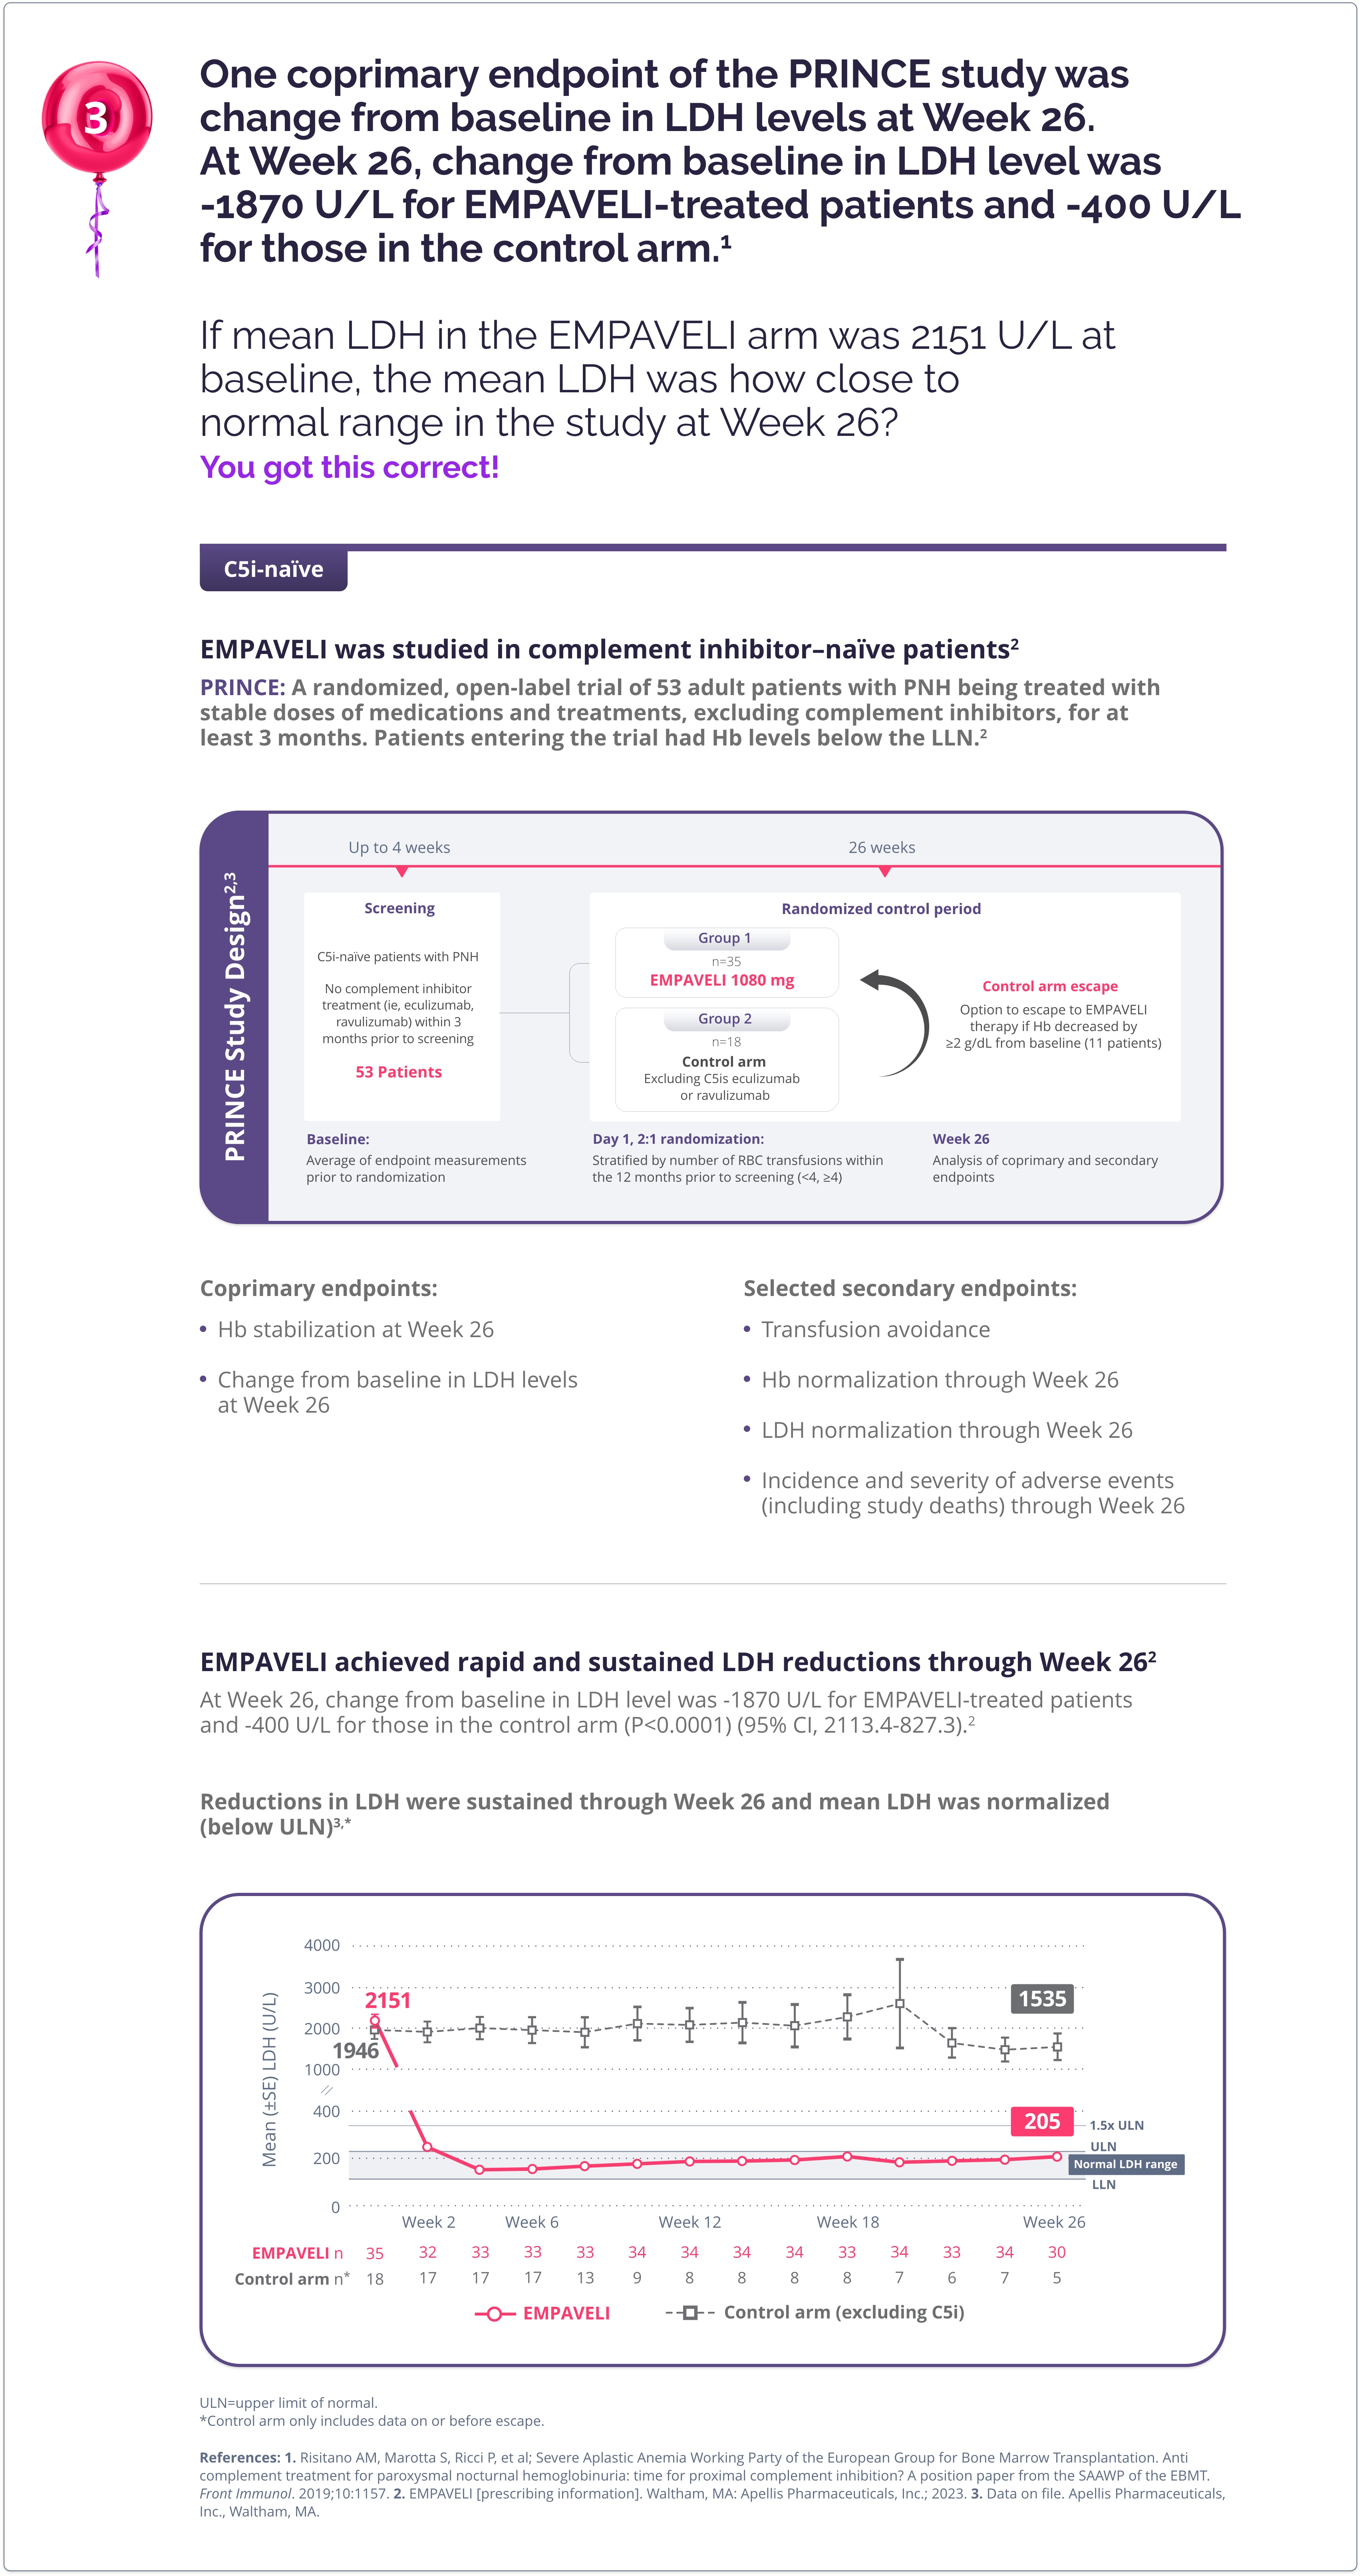 3
One coprimary endpoint of the PRINCE study was
change from baseline in LDH levels at Week 26.
At Week 26, change from baseline in LDH level was
-1870 U/L for EMPAVELI-treated patients and -400 U/L
for those in the control arm.1
If mean LDH in the EMPAVELI arm was 2151 U/L at
baseline, the mean LDH was how close to
normal range in the study at Week 26?
You got this correct!
C5i-naïve
EMPAVELI was studied in complement inhibitor–naïve patients2
PRINCE: A randomized, open-label trial of 53 adult patients with PNH being treated with
stable doses of medications and treatments, excluding complement inhibitors, for at
least 3 months. Patients entering the trial had Hb levels below the LLN.2
PRINCE Study Design2,3
Up to 4 weeks
26 weeks
Screening
C5i-naïve patients with PNH
No complement inhibitor
treatment (ie, eculizumab,
ravulizumab) within 3
months prior to screening
53 Patients
Randomized control period
Group 1
n=35
EMPAVELI 1080 mg
Group 2
n=18
Control arm
Excluding C5is eculizumab
or ravulizumab
Control arm escape
Option to escape to EMPAVELI
therapy if Hb decreased by
≥2 g/dL from baseline (11 patients)
Baseline:
Average of endpoint measurements
prior to randomization
Day 1, 2:1 randomization:
Stratified by number of RBC transfusions within
the 12 months prior to screening (<4, ≥4)
Week 26
Analysis of coprimary and secondary
endpoints
Coprimary endpoints:
• Hb stabilization at Week 26
• Change from baseline in LDH levels
at Week 26
Selected secondary endpoints:
• Transfusion avoidance
• Hb normalization through Week 26
• LDH normalization through Week 26
• Incidence and severity of adverse events
(including study deaths) through Week 26
EMPAVELI achieved rapid and sustained LDH reductions through Week 262
At Week 26, change from baseline in LDH level was -1870 U/L for EMPAVELI-treated patients
and -400 U/L for those in the control arm (P<0.0001) (95% CI, 2113.4-827.3).2
Reductions in LDH were sustained through Week 26 and mean LDH was normalized
(below ULN)3,*
Mean (±SE) LDH (U/L)
4000
3000
2000
1000
400
200
0
2151
1946
1535
205
1.5x ULN
ULN
Normal LDH range
LLN
Week 2 Week 6 Week 12 Week 18 Week 26
EMPAVELI n 35 32 33 33 33 34 34 34 34 33 34 33 34 30
Control arm n* 18 17 17 17 13 9 8 8 8 8 7 6 7 5
EMPAVELI Control arm (excluding C5i)
ULN=upper limit of normal.
*Control arm only includes data on or before escape.
References: 1. Risitano AM, Marotta S, Ricci P, et al; Severe Aplastic Anemia Working Party of the European Group for Bone Marrow Transplantation. Anti
complement treatment for paroxysmal nocturnal hemoglobinuria: time for proximal complement inhibition? A position paper from the SAAWP of the EBMT.
Front Immunol. 2019;10:1157. 2. EMPAVELI [prescribing information]. Waltham, MA: Apellis Pharmaceuticals, Inc.; 2023. 3. Data on file. Apellis Pharmaceuticals,
Inc., Waltham, MA.